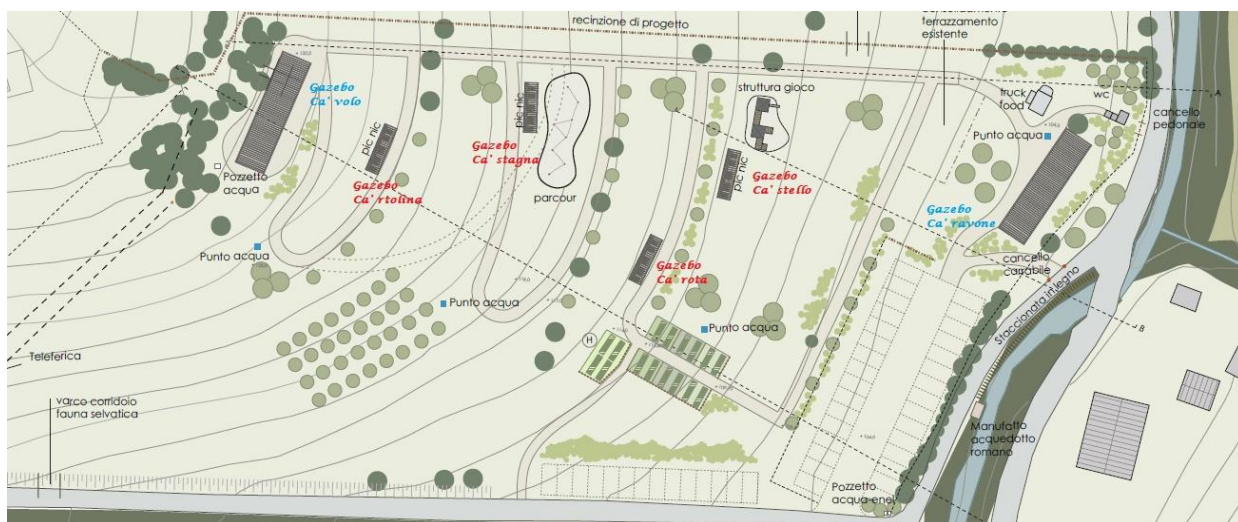 recinzione di progetto
terrazzamento
esistente
Gazebo
Ca' volo
pic nic
pic nic
Gazebo
Ca' stagna
parcour
Gazebo
Ca' rtolina
Pozzetto
acqua
Punto acqua
Punto acqua
struttura gioco
pic nic
Gazebo
Ca' stello
Gazebo
Ca' rota
Punto acqua
H
truck
food
wc
A
cancello
pedonale
Punto acqua
Gazebo
Ca' ravone
cancello
carrabile
Staccionata in legno
B
Teleferica
varco corridoio
fauna selvatica
Manufatto
acquedotto
romano
Pozzetto
acqua-enel